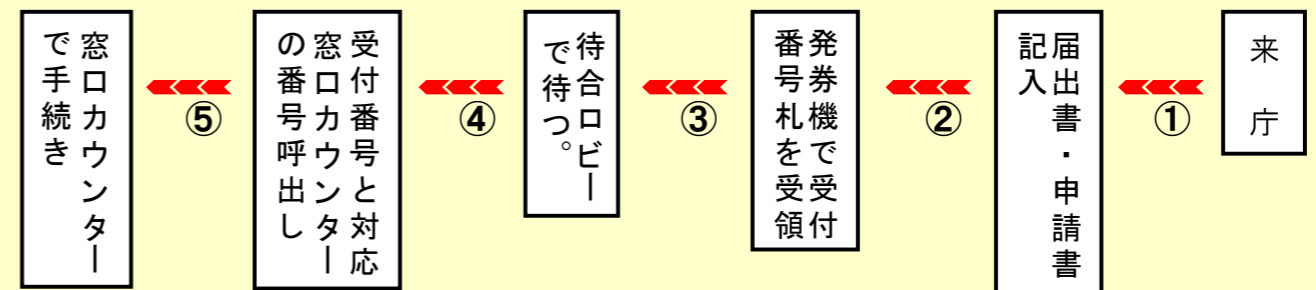 来庁
①
届出書・申請書
記入
②
発券機で受付
番号札を受領
③
待合ロビー
で待つ。
④
受付番号と対応
窓口カウンター
の番号呼出し
⑤
窓口カウンター
で手続き